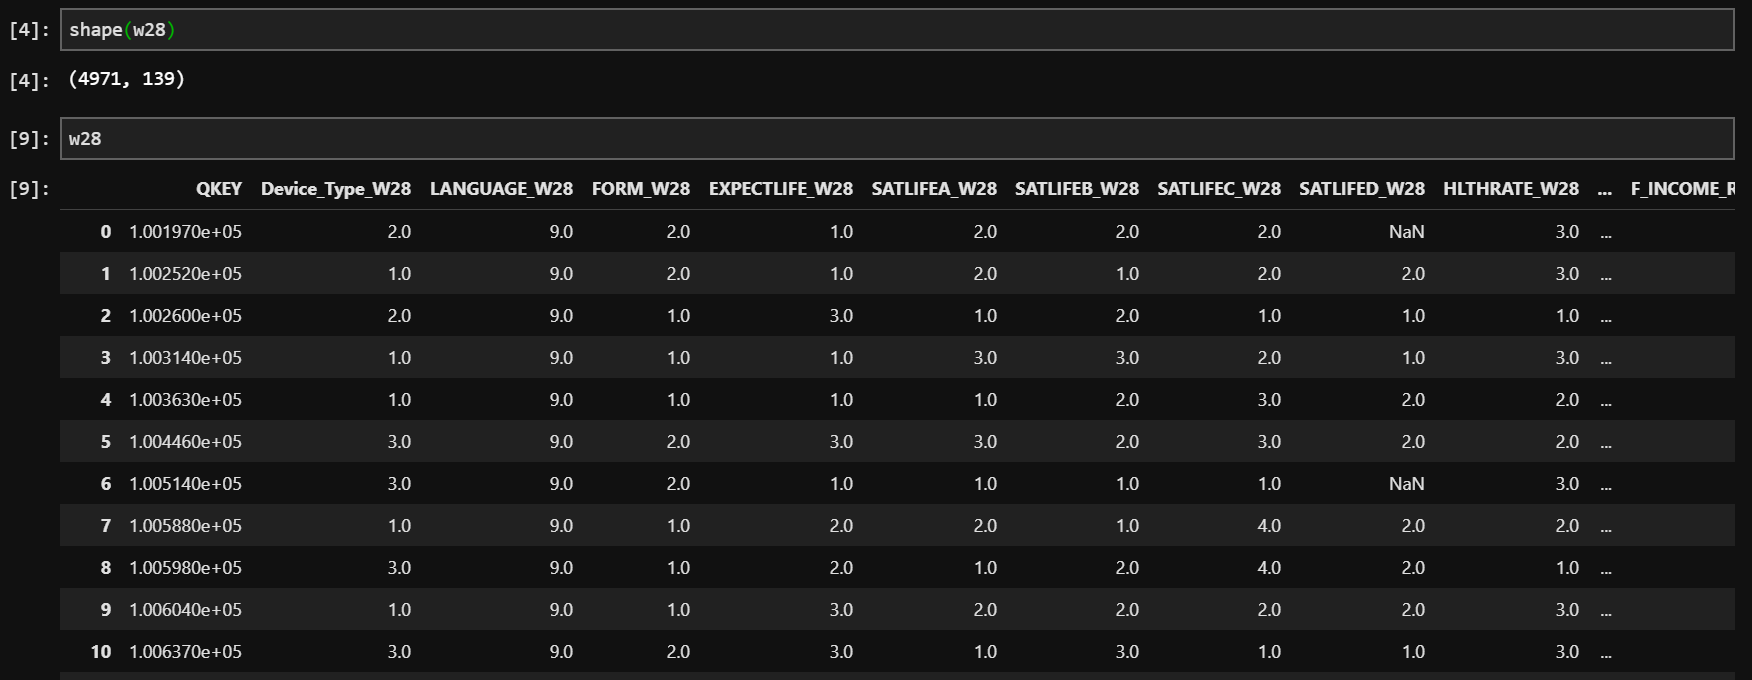 [4]: shape(w28)
[4]: (4971, 139)
[9]: w28
[9]: QKEY Device_Type_W28 LANGUAGE_W28 FORM_W28 EXPECTLIFE_W28 SATLIFEA_W28 SATLIFEB_W28 SATLIFEC_W28 SATLIFED_W28 HLTHRATE_W28 ... F_INCOME_R
0 1.001970e+05 2.0 9.0 2.0 1.0 2.0 2.0 2.0 NaN 3.0 ...
1 1.002520e+05 1.0 9.0 2.0 1.0 2.0 1.0 2.0 2.0 3.0 ...
2 1.002600e+05 2.0 9.0 1.0 3.0 1.0 2.0 1.0 1.0 1.0 ...
3 1.003140e+05 1.0 9.0 1.0 1.0 3.0 3.0 2.0 1.0 3.0 ...
4 1.003630e+05 1.0 9.0 1.0 1.0 1.0 2.0 3.0 2.0 2.0 ...
5 1.004460e+05 3.0 9.0 2.0 3.0 3.0 2.0 3.0 2.0 2.0 ...
6 1.005140e+05 3.0 9.0 2.0 1.0 1.0 1.0 1.0 NaN 3.0 ...
7 1.005880e+05 1.0 9.0 1.0 2.0 2.0 1.0 4.0 2.0 2.0 ...
8 1.005980e+05 3.0 9.0 1.0 2.0 1.0 2.0 4.0 2.0 1.0 ...
9 1.006040e+05 1.0 9.0 1.0 3.0 2.0 2.0 2.0 2.0 3.0 ...
10 1.006370e+05 3.0 9.0 2.0 3.0 1.0 3.0 1.0 1.0 3.0 ...